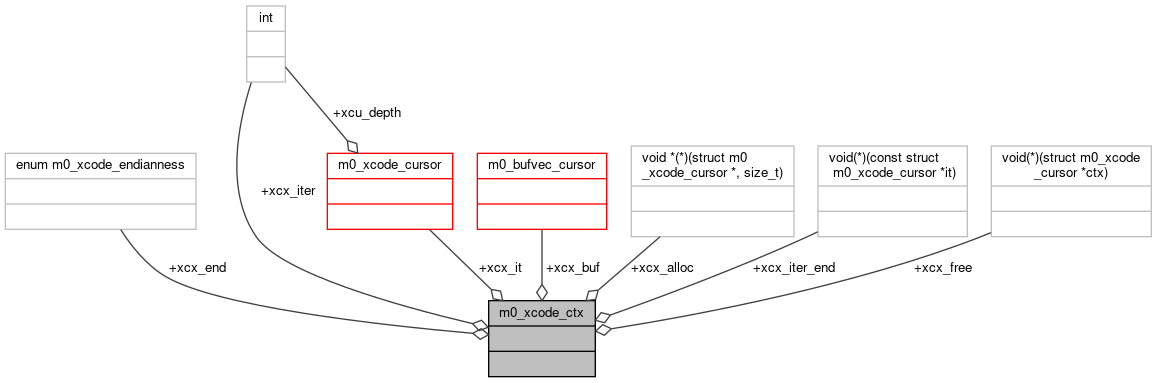 int
+xcu_depth
enum m0_xcode_endianness
m0_xcode_cursor
m0_bufvec_cursor
void *(*)(struct m0
_xcode_cursor *, size_t)
void(*)(const struct
m0_xcode_cursor *it)
void(*)(struct m0_xcode
_cursor *ctx)
+xcx_iter
+xcx_end
+xcx_it
+xcx_buf
+xcx_alloc
+xcx_iter_end
+xcx_free
m0_xcode_ctx